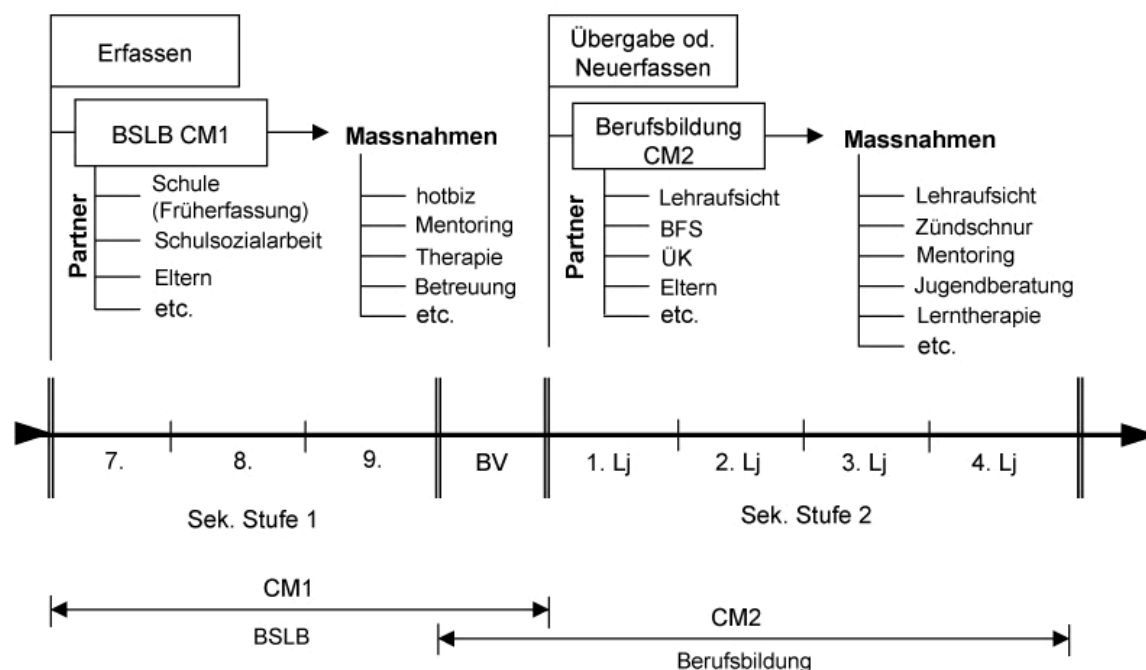 Erfassen
BSLB CM1
Partner
Schule
(Früherfassung)
Schulsozialarbeit
Eltern
etc.
Massnahmen
hotbiz
Mentoring
Therapie
Betreuung
etc.
Übergabe od.
Neuerfassen
Berufsbildung
CM2
Partner
Lehraufsicht
BFS
ÜK
Eltern
etc.
Massnahmen
Lehraufsicht
Zündschnur
Mentoring
Jugendberatung
Lerntherapie
etc.
7. 8. 9. BV 1. Lj 2. Lj 3. Lj 4. Lj
Sek. Stufe 1 Sek. Stufe 2
CM1
BSLB
CM2
Berufsbildung